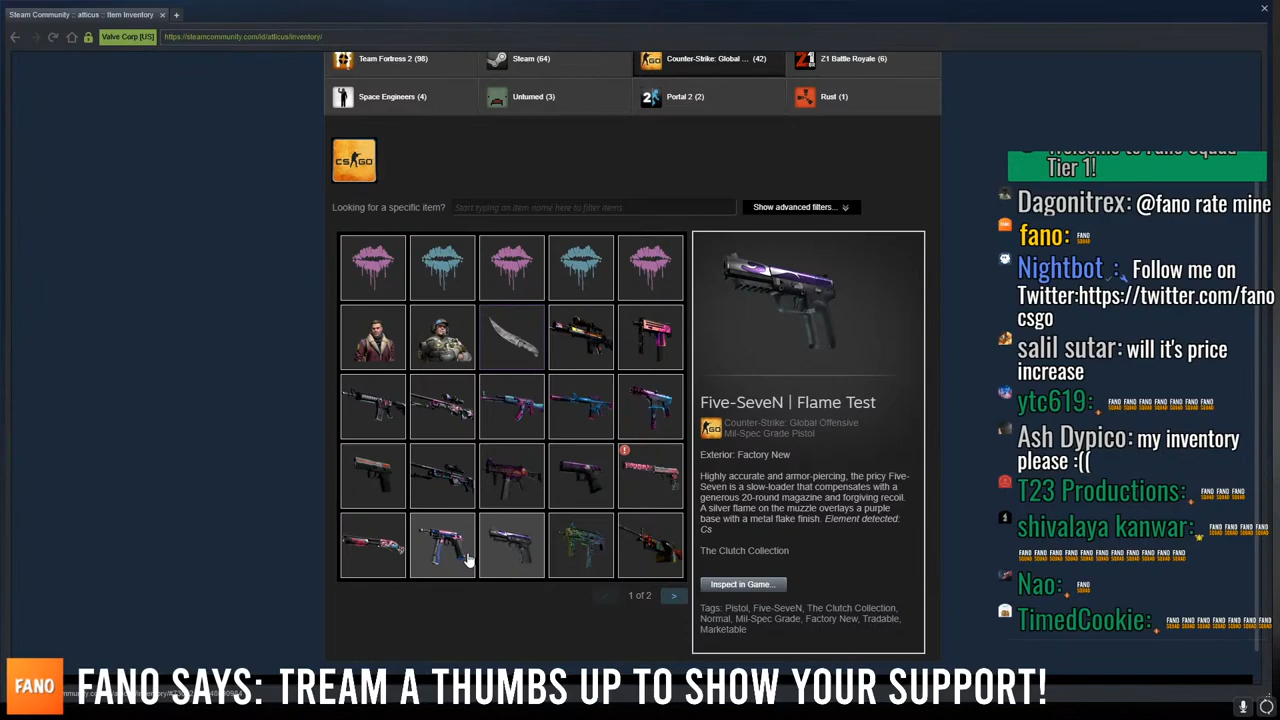 Steam Community :: atticus :: Item Inventory
Valve Corp [US]
https://steamcommunity.com/id/atlicus/inventory/
Team Fortress 2 (98)
Steam (64)
Counter-Strike: Global ... (42)
Z1 Battle Royale (6)
Space Engineers (4)
Unturned (3)
Portal 2 (2)
Rust (1)
CS:GO
Looking for a specific item?
Start typing an item name here to filter items
Show advanced filters...
Five-SeveN | Flame Test
Counter-Strike: Global Offensive
Mil-Spec Grade Pistol
Exterior: Factory New
Highly accurate and armor-piercing, the pricy Five-
Seven is a slow-loader that compensates with a
generous 20-round magazine and forgiving recoil.
A silver flame on the muzzle overlays a purple
base with a metal flake finish. Element detected:
Cs
The Clutch Collection
Inspect in Game...
Tags: Pistol, Five-SeveN, The Clutch Collection,
Normal, Mil-Spec Grade, Factory New, Tradable,
Marketable
1 of 2
>
Welcome to Fano Squad
Tier 1!
Dagonitrex: @fano rate mine
fano:
Nightbot : Follow me on
Twitter:https://twitter.com/fano
csgo
salil sutar: will it's price
increase
ytc619:
Ash Dypico: my inventory
please :((
T23 Productions:
shivalaya kanwar:
Nao:
TimedCookie:
FANO
FANO SAYS: TREAM A THUMBS UP TO SHOW YOUR SUPPORT!